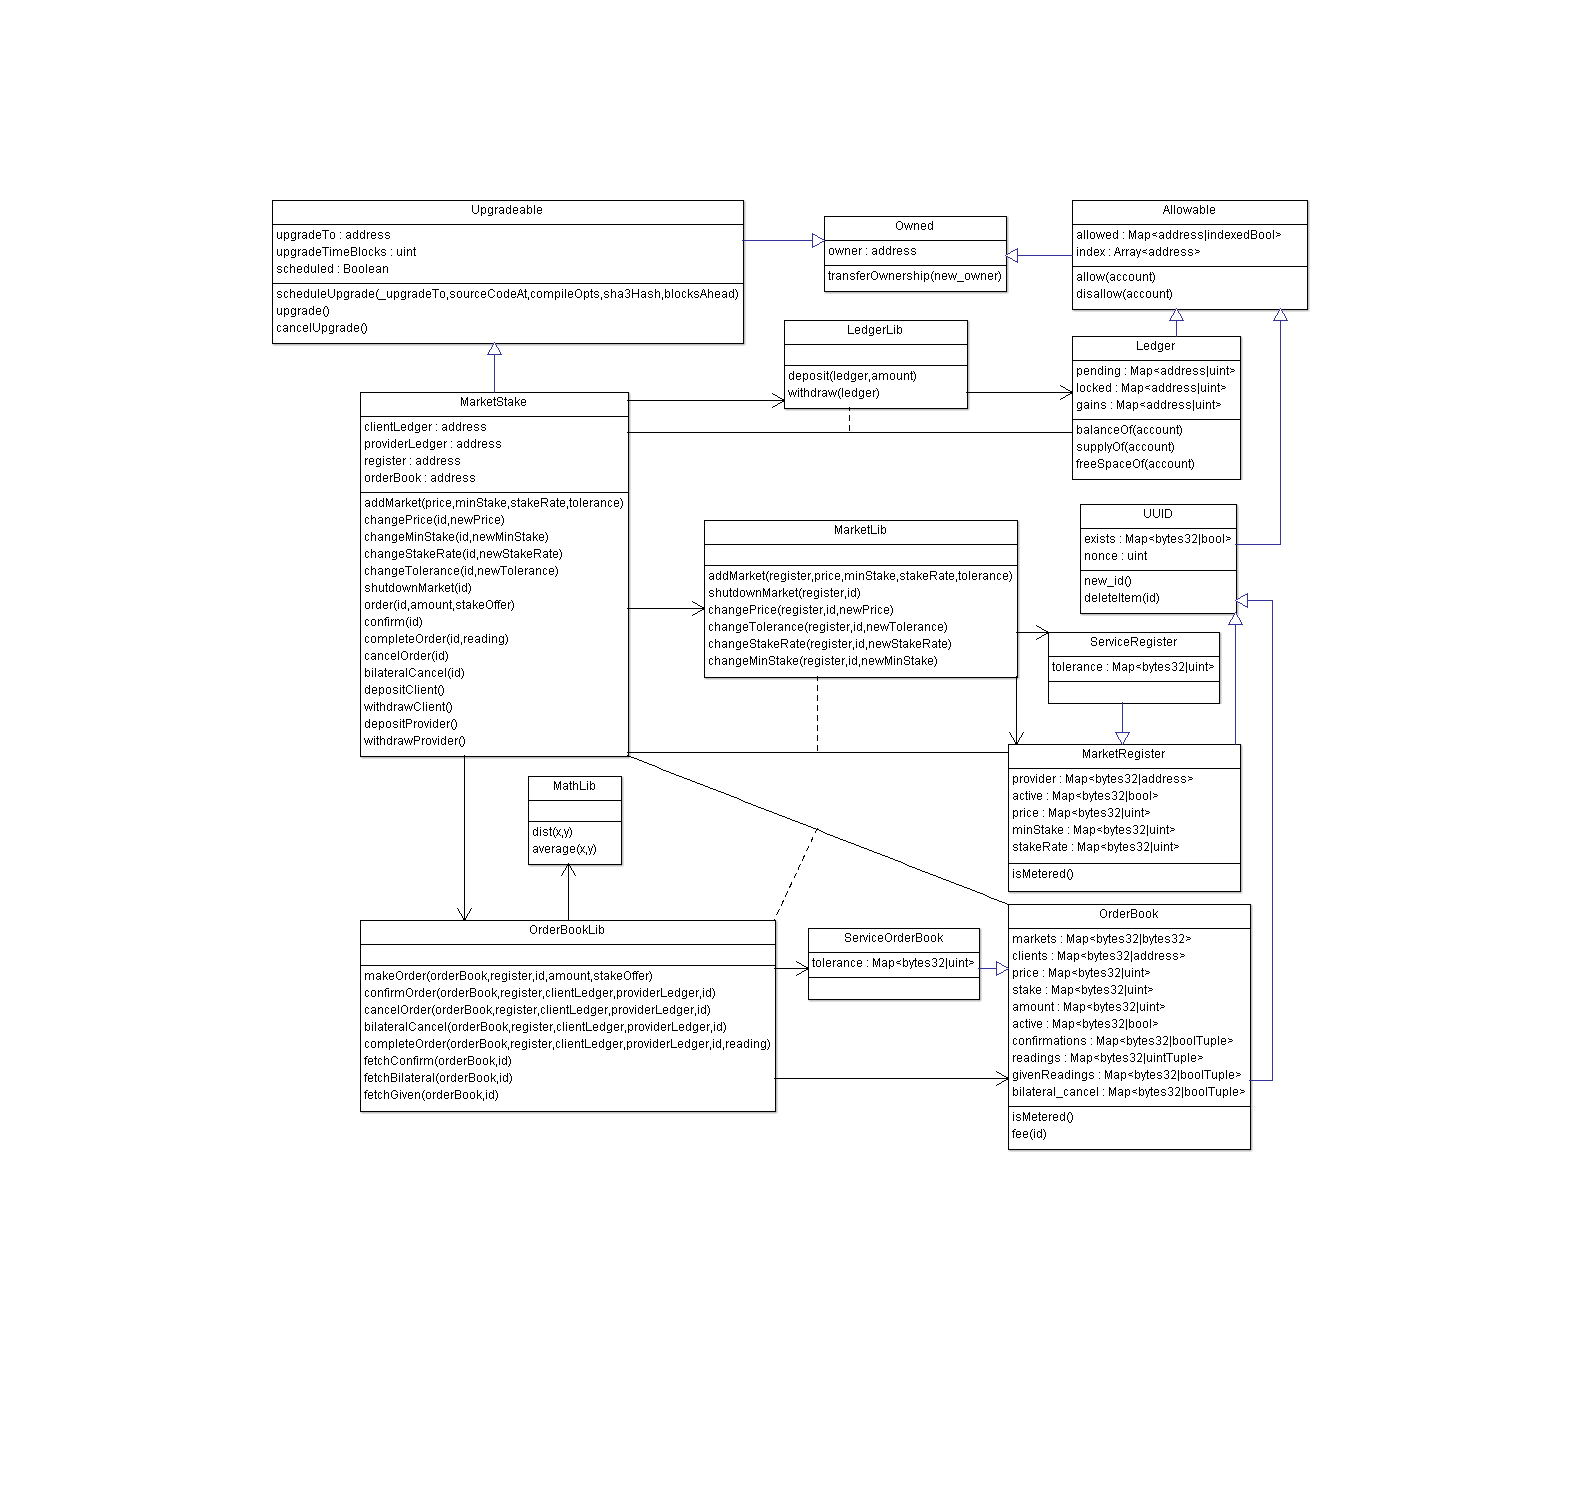 Upgradeable
upgradeTo : address
upgradeTimeBlocks : uint
scheduled : Boolean
scheduleUpgrade(_upgradeTo,sourceCodeAt,compileOpts,sha3Hash,blocksAhead)
upgrade()
cancelUpgrade()
Owned
owner : address
transferOwnership(new_owner)
Allowable
allowed : Map<address|indexedBool>
index : Array<address>
allow(account)
disallow(account)
LedgerLib
deposit(ledger,amount)
withdraw(ledger)
Ledger
pending : Map<address|uint>
locked : Map<address|uint>
gains : Map<address|uint>
balanceOf(account)
supplyOf(account)
freeSpaceOf(account)
MarketStake
clientLedger : address
providerLedger : address
register : address
orderBook : address
addMarket(price,minStake,stakeRate,tolerance)
changePrice(id,newPrice)
changeMinStake(id,newMinStake)
changeStakeRate(id,newStakeRate)
changeTolerance(id,newTolerance)
shutdownMarket(id)
order(id,amount,stakeOffer)
confirm(id)
completeOrder(id,reading)
cancelOrder(id)
bilateralCancel(id)
depositClient()
withdrawClient()
depositProvider()
withdrawProvider()
MarketLib
addMarket(register,price,minStake,stakeRate,tolerance)
shutdownMarket(register,id)
changePrice(register,id,newPrice)
changeTolerance(register,id,newTolerance)
changeStakeRate(register,id,newStakeRate)
changeMinStake(register,id,newMinStake)
UUID
exists : Map<bytes32|bool>
nonce : uint
new_id()
deleteItem(id)
ServiceRegister
tolerance : Map<bytes32|uint>
MarketRegister
provider : Map<bytes32|address>
active : Map<bytes32|bool>
price : Map<bytes32|uint>
minStake : Map<bytes32|uint>
stakeRate : Map<bytes32|uint>
isMetered()
MathLib
dist(x,y)
average(x,y)
OrderBookLib
makeOrder(orderBook,register,id,amount,stakeOffer)
confirmOrder(orderBook,register,clientLedger,providerLedger,id)
cancelOrder(orderBook,register,clientLedger,providerLedger,id)
bilateralCancel(orderBook,register,clientLedger,providerLedger,id)
completeOrder(orderBook,register,clientLedger,providerLedger,id,reading)
fetchConfirm(orderBook,id)
fetchBilateral(orderBook,id)
fetchGiven(orderBook,id)
ServiceOrderBook
tolerance : Map<bytes32|uint>
OrderBook
markets : Map<bytes32|bytes32>
clients : Map<bytes32|address>
price : Map<bytes32|uint>
stake : Map<bytes32|uint>
amount : Map<bytes32|uint>
active : Map<bytes32|bool>
confirmations : Map<bytes32|boolTuple>
readings : Map<bytes32|uintTuple>
givenReadings : Map<bytes32|boolTuple>
bilateral_cancel : Map<bytes32|boolTuple>
isMetered()
fee(id)